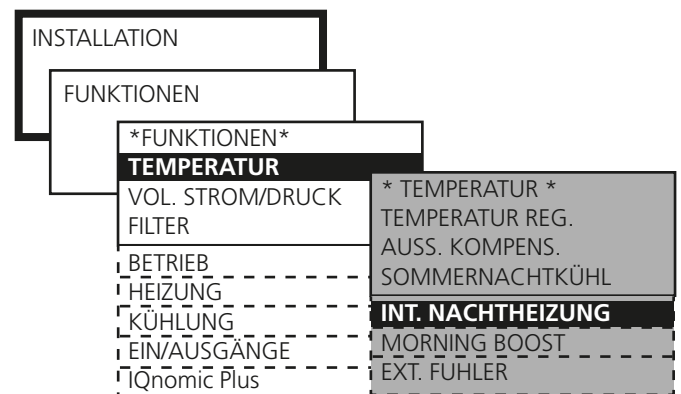 INSTALLATION
FUNKTIONEN
*FUNKTIONEN*
TEMPERATUR
VOL. STROM/DRUCK
FILTER
BETRIEB
HEIZUNG
KÜHLUNG
EIN/AUSGÄNGE
IQnomic Plus
* TEMPERATUR *
TEMPERATUR REG.
AUSS. KOMPENS.
SOMMERNACHTKÜHL
INT. NACHTHEIZUNG
MORNING BOOST
EXT. FUHLER